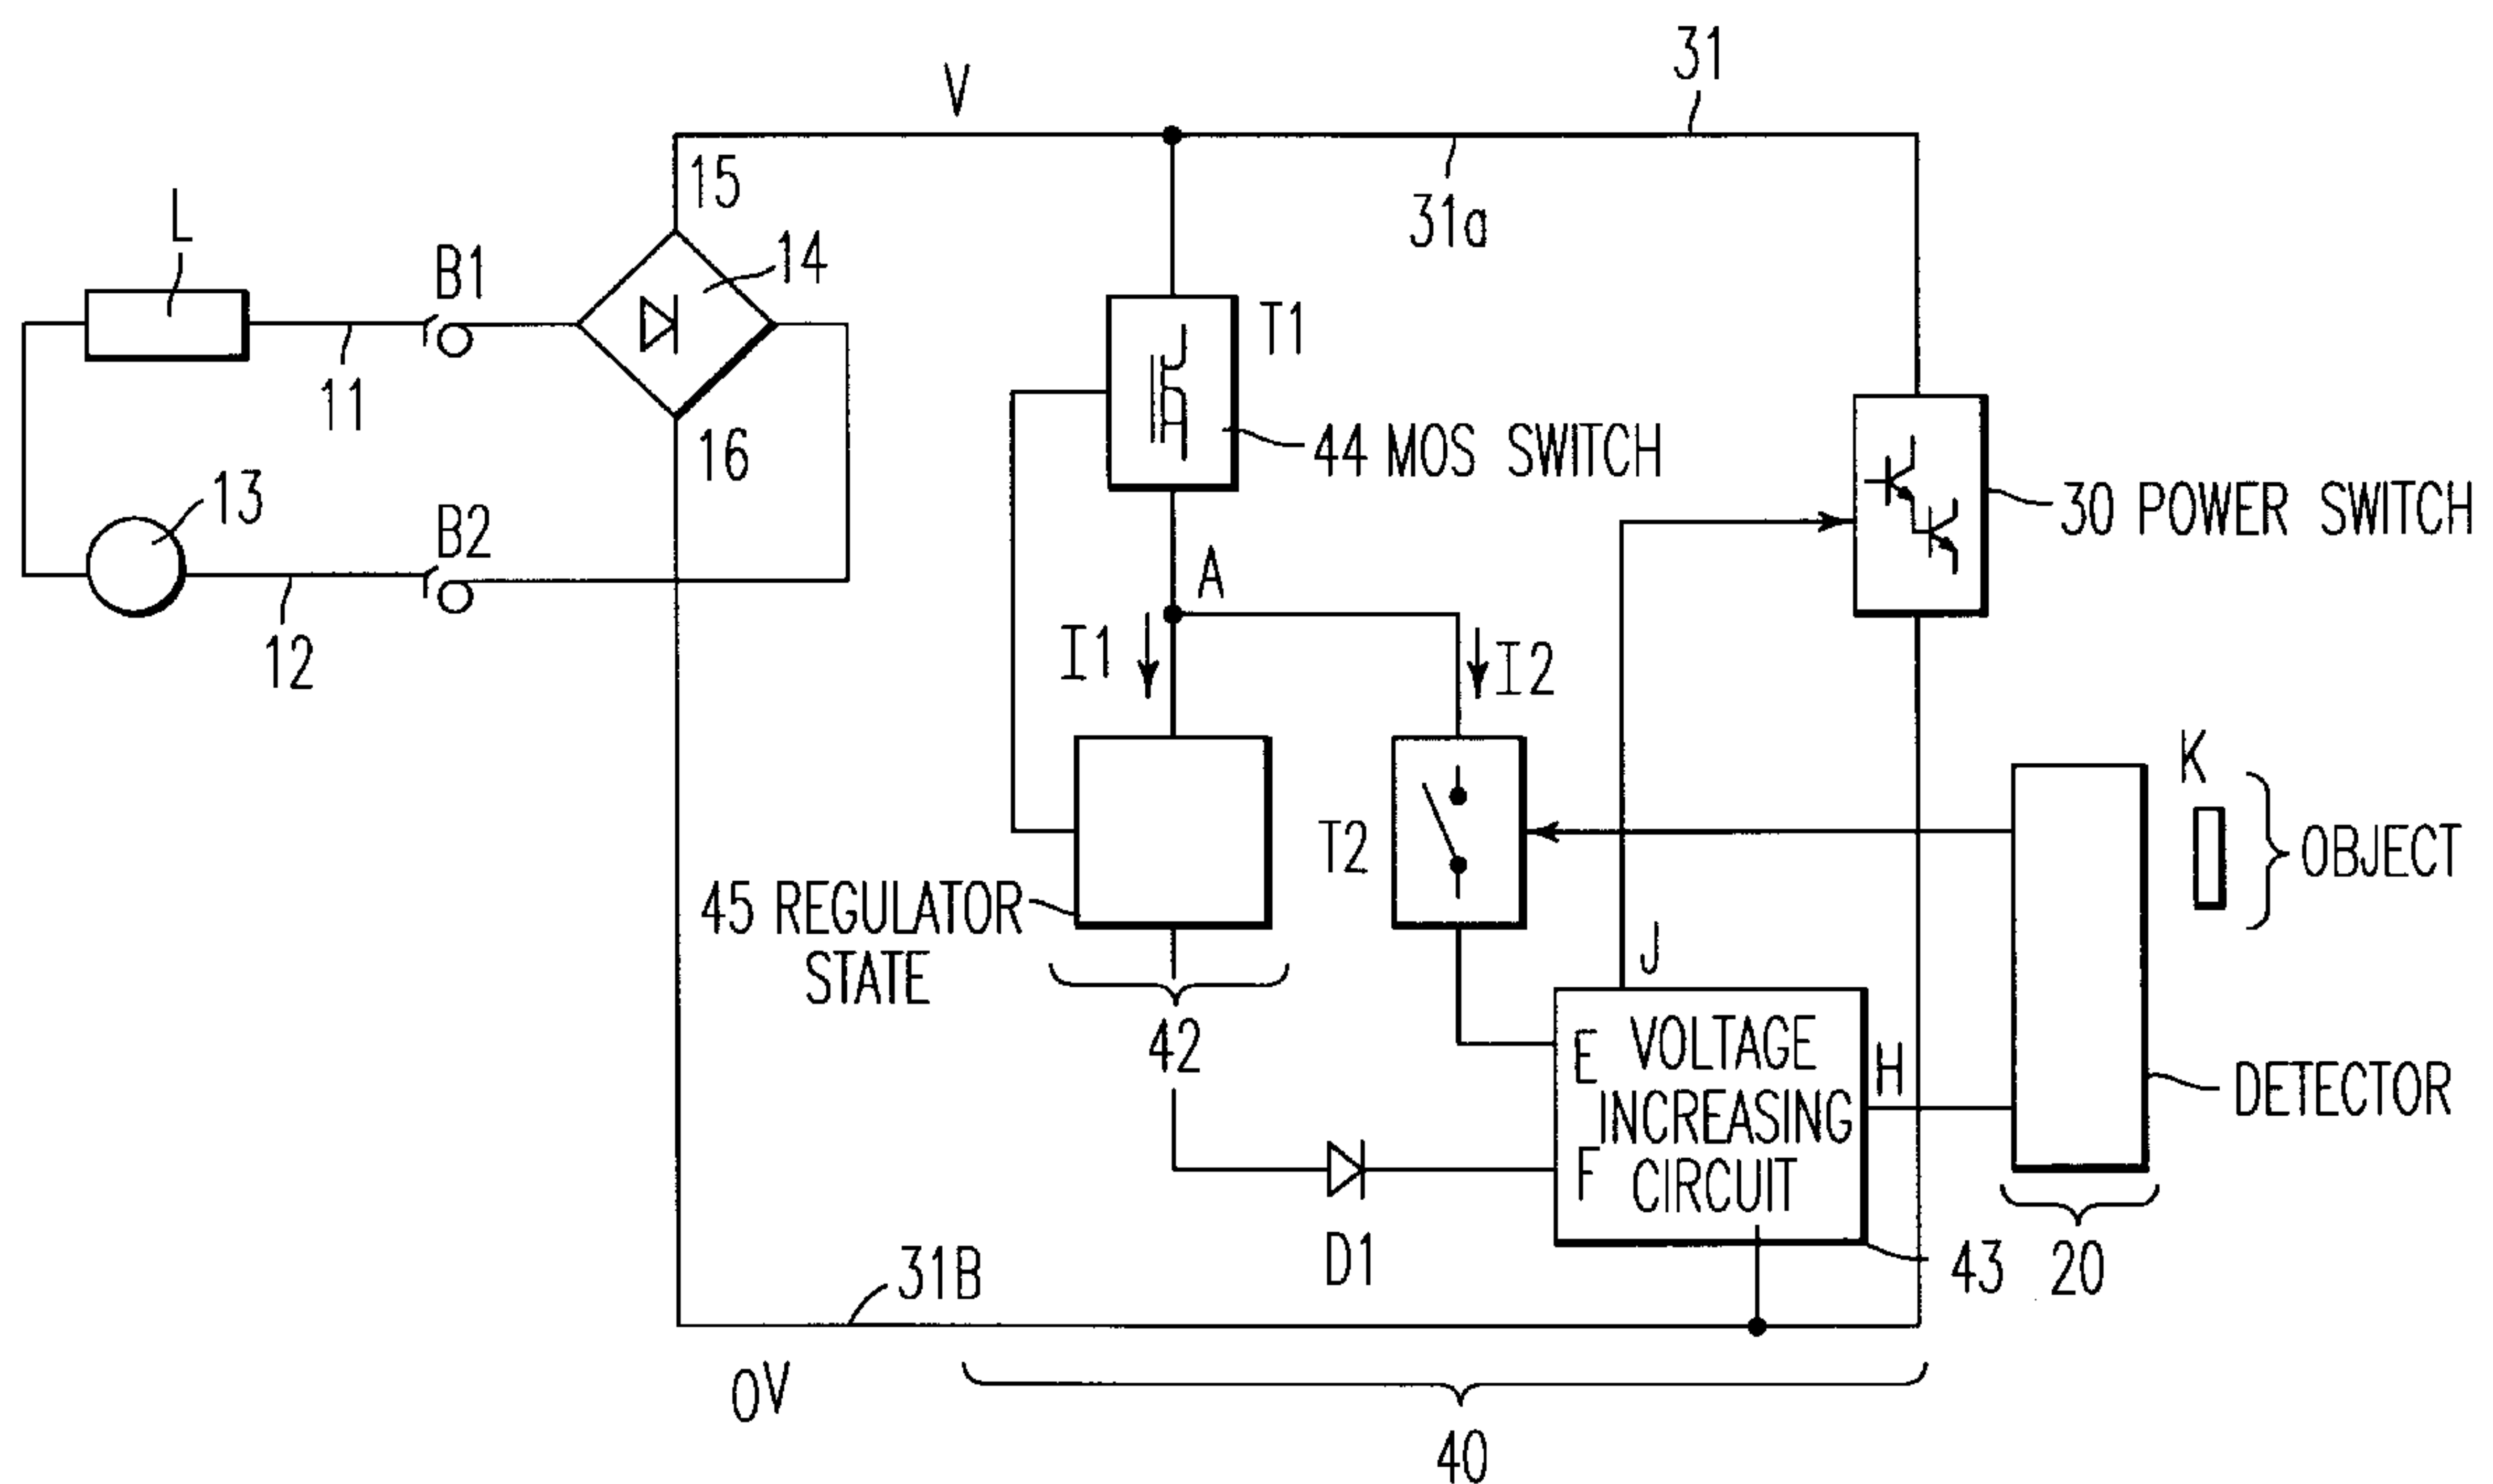 31
V
15
31a
L
B1
14
T1
11
16
44 MOS SWITCH
13
B2
30 POWER SWITCH
A
12
I1
I2
K
T2
OBJECT
45 REGULATOR
STATE
J
42
E
VOLTAGE
INCREASING
CIRCUIT
H
F
DETECTOR
D1
31B
43
20
0V
40